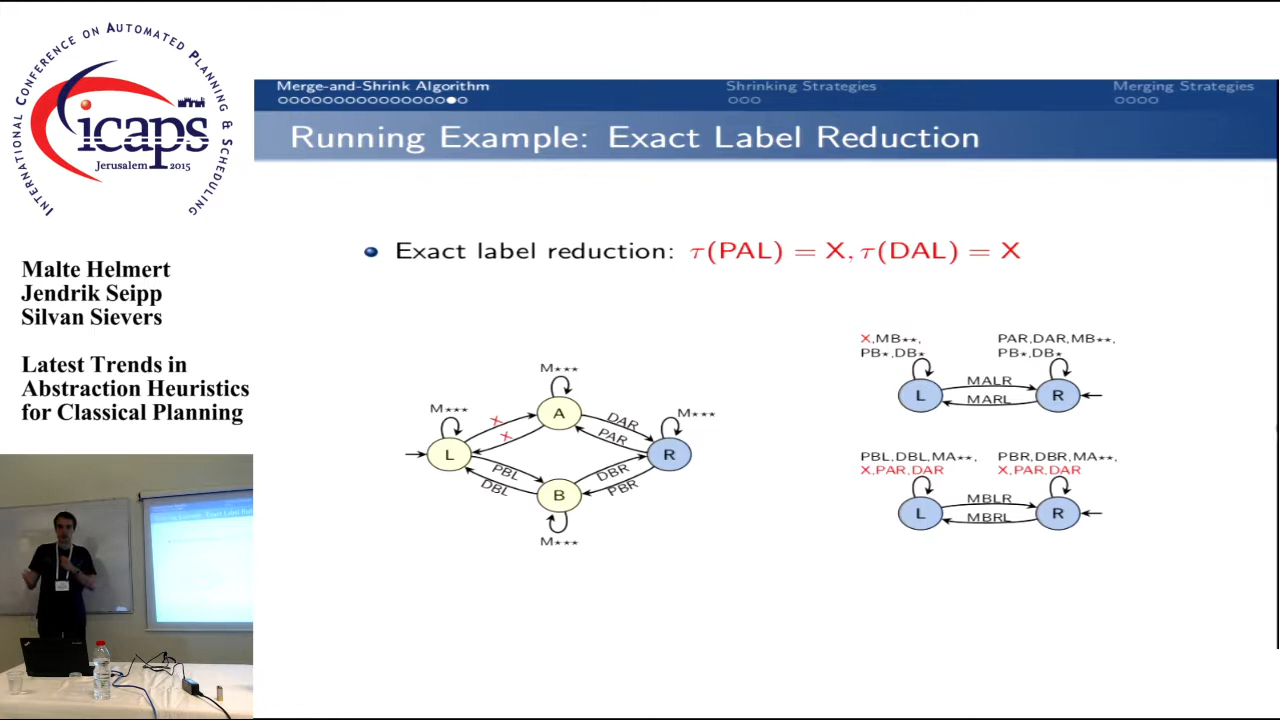 INTERNATIONAL CONFERENCE ON AUTOMATED PLANNING & SCHEDULING
icaps
Jerusalem 2015
Malte Helmert
Jendrik Seipp
Silvan Sievers
Latest Trends in
Abstraction Heuristics
for Classical Planning
Merge-and-Shrink Algorithm
Shrinking Strategies
Merging Strategies
Running Example: Exact Label Reduction
Exact label reduction: τ(PAL) = X, τ(DAL) = X
M⋆⋆⋆
A
M⋆⋆⋆
X
X
DAR
PAR
M⋆⋆⋆
L
R
PBL
DBL
DBR
PBR
B
M⋆⋆⋆
X,MB⋆⋆,
PB⋆,DB⋆
PAR,DAR,MB⋆⋆,
PB⋆,DB⋆
MALR
L
R
MARL
PBL,DBL,MA⋆⋆,
X,PAR,DAR
PBR,DBR,MA⋆⋆,
X,PAR,DAR
MBLR
L
R
MBRL